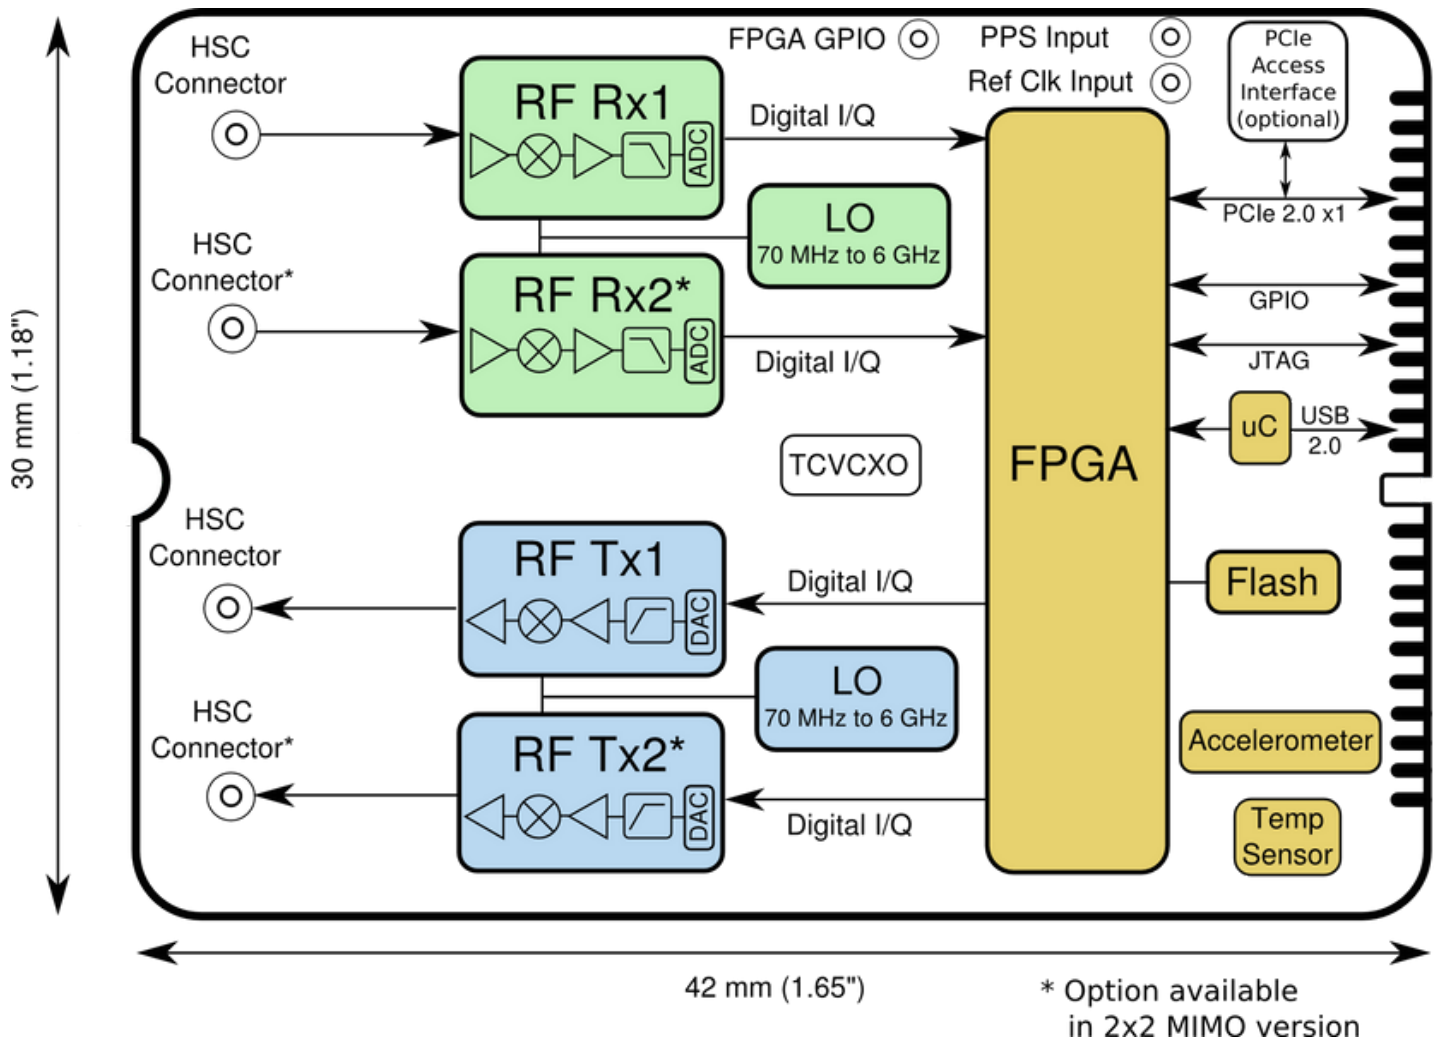 HSC
Connector
FPGA GPIO
PPS Input
Ref Clk Input
PCIe
Access
Interface
(optional)
RF Rx1
ADC
Digital I/Q
LO
70 MHz to 6 GHz
PCIe 2.0 x1
HSC
Connector*
RF Rx2*
ADC
Digital I/Q
GPIO
JTAG
uC
USB
2.0
30 mm (1.18")
TCVCXO
FPGA
HSC
Connector
RF Tx1
DAC
Digital I/Q
Flash
LO
70 MHz to 6 GHz
HSC
Connector*
RF Tx2*
DAC
Digital I/Q
Accelerometer
Temp
Sensor
42 mm (1.65")
* Option available
in 2x2 MIMO version